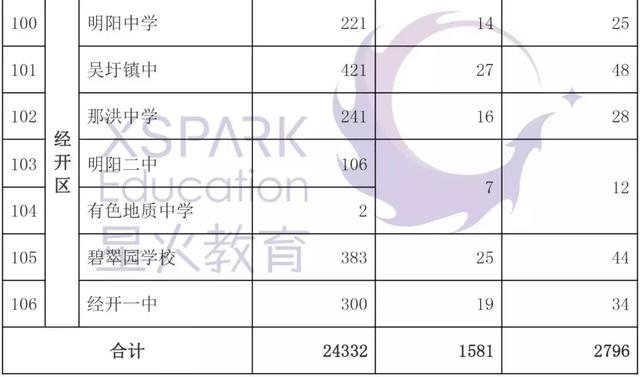 100 明阳中学 221 14 25
101 吴圩镇中 421 27 48
102 那洪中学 241 16 28
经开区
103 明阳二中 106 7 12
104 有色地质中学 2
105 碧翠园学校 383 25 44
106 经开一中 300 19 34
合计 24332 1581 2796
XSPARK
Education
星火教育